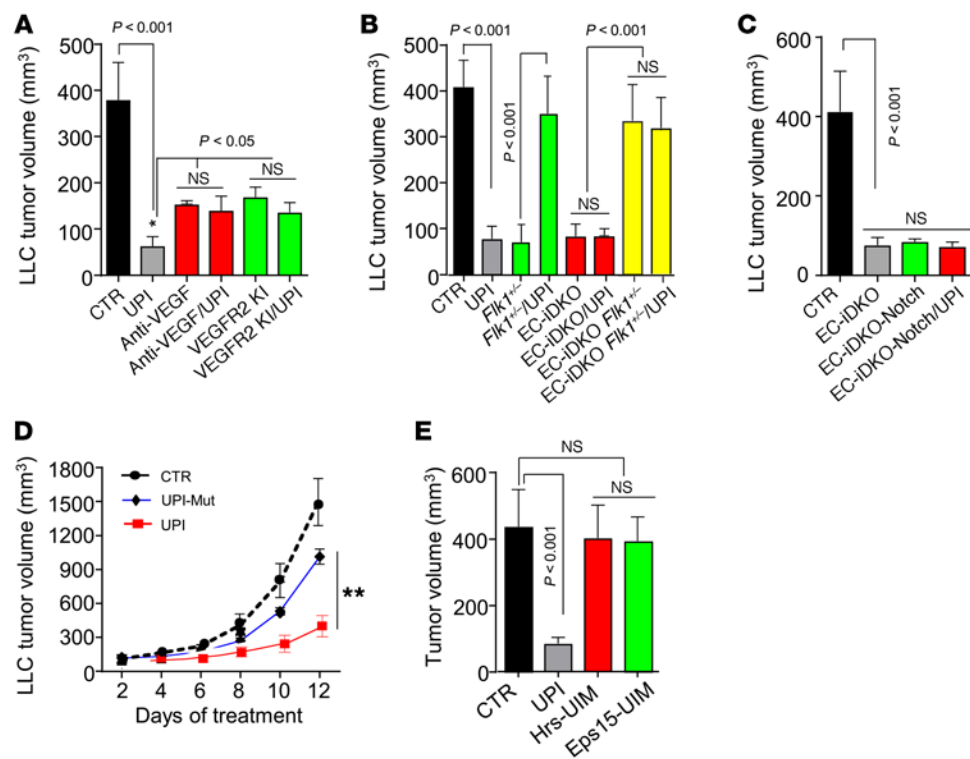 A
P < 0.001
LLC tumor volume (mm³)
500
400
300
200
100
0
P < 0.05
NS
NS
*
CTR
UPI
Anti-VEGF
Anti-VEGF/UPI
VEGFR2 KI
VEGFR2 KI/UPI
B
P < 0.001
P < 0.001
LLC tumor volume (mm³)
500
400
300
200
100
0
P < 0.001
NS
NS
CTR
UPI
Flk1+/–
Flk1+/–/UPI
EC-iDKO
EC-iDKO/UPI
EC-iDKO Flk1+/–
EC-iDKO Flk1+/–/UPI
C
LLC tumor volume (mm³)
600
400
200
0
P < 0.001
NS
CTR
EC-iDKO
EC-iDKO-Notch
EC-iDKO-Notch/UPI
D
LLC tumor volume (mm³)
1800
1500
1200
900
600
300
0
CTR
UPI-Mut
UPI
**
2 4 6 8 10 12
Days of treatment
E
NS
Tumor volume (mm³)
600
400
200
0
P < 0.001
NS
CTR
UPI
Hrs-UIM
Eps15-UIM